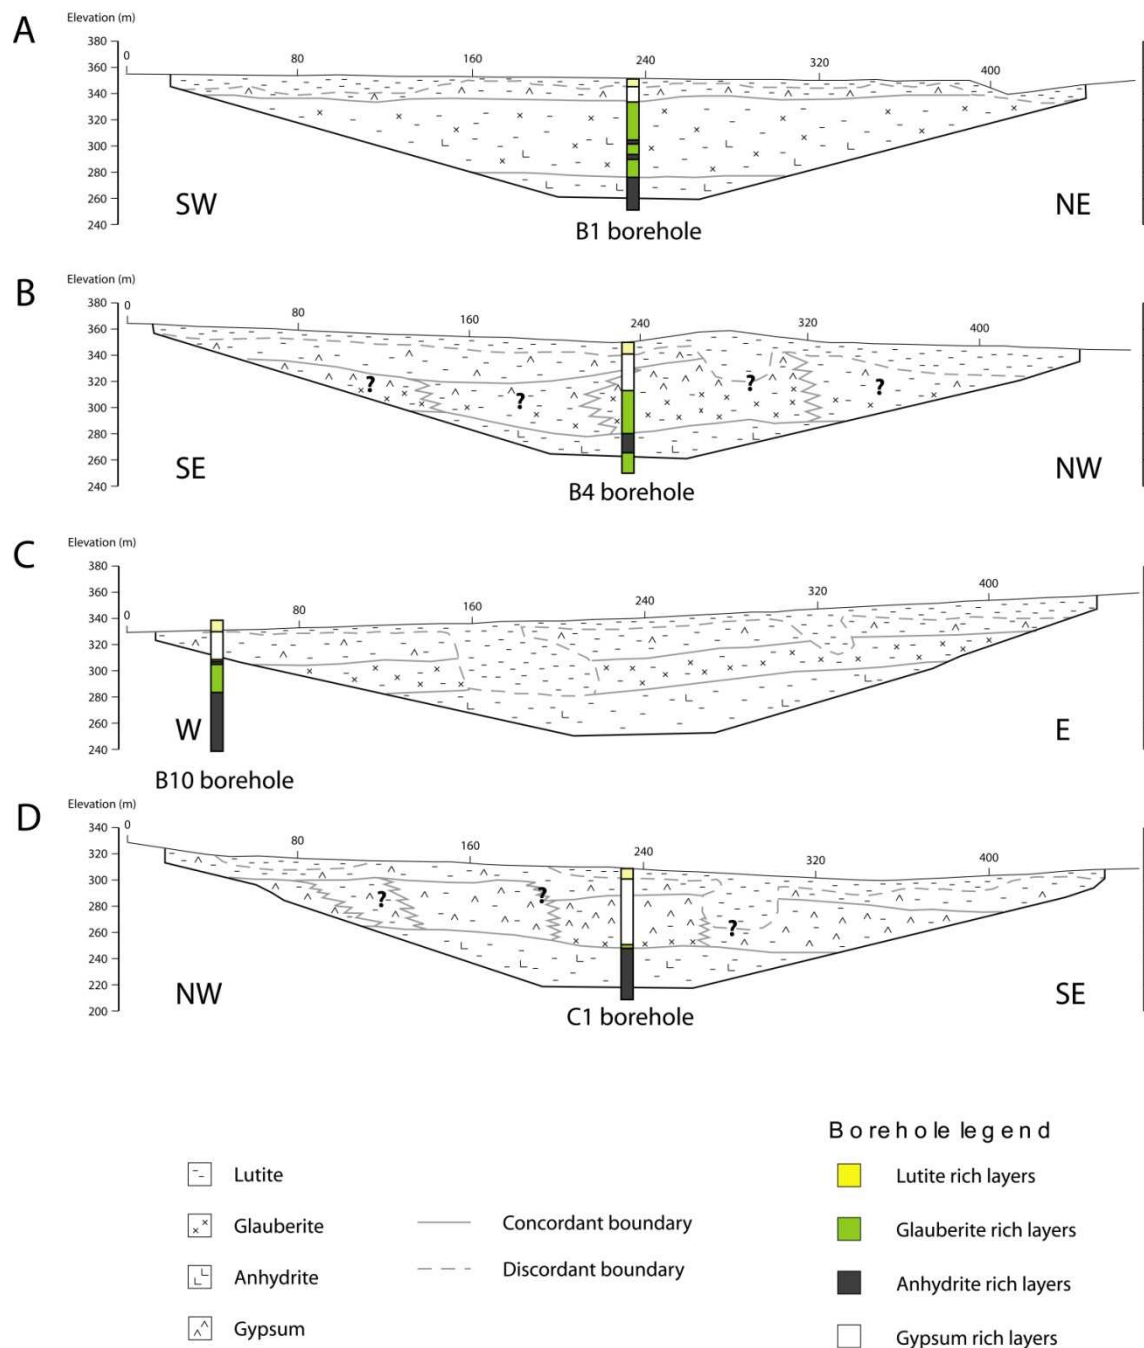 A
Elevation (m)
380
360
340
320
300
280
260
240
0
80
160
240
320
400
SW
NE
B1 borehole
B
Elevation (m)
380
360
340
320
300
280
260
240
0
80
160
240
320
400
?
?
?
?
SE
NW
B4 borehole
C
Elevation (m)
380
360
340
320
300
280
260
240
0
80
160
240
320
400
W
E
B10 borehole
D
Elevation (m)
340
320
300
280
260
240
220
200
0
80
160
240
320
400
?
?
?
NW
SE
C1 borehole
Borehole legend
Lutite
Glauberite
Anhydrite
Gypsum
Concordant boundary
Discordant boundary
Lutite rich layers
Glauberite rich layers
Anhydrite rich layers
Gypsum rich layers